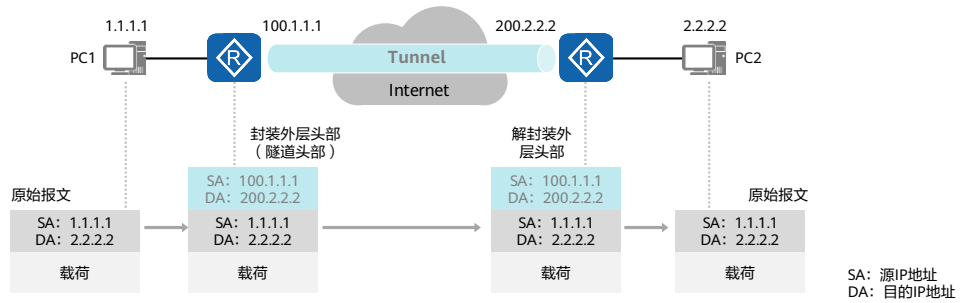 1.1.1.1
100.1.1.1
200.2.2.2
2.2.2.2
PC1
R
Tunnel
R
PC2
Internet
封装外层头部
（隧道头部）
解封装外
层头部
原始报文
SA：100.1.1.1
DA：200.2.2.2
SA：100.1.1.1
DA：200.2.2.2
原始报文
SA：1.1.1.1
DA：2.2.2.2
SA：1.1.1.1
DA：2.2.2.2
SA：1.1.1.1
DA：2.2.2.2
SA：1.1.1.1
DA：2.2.2.2
载荷
载荷
载荷
载荷
SA：源IP地址
DA：目的IP地址